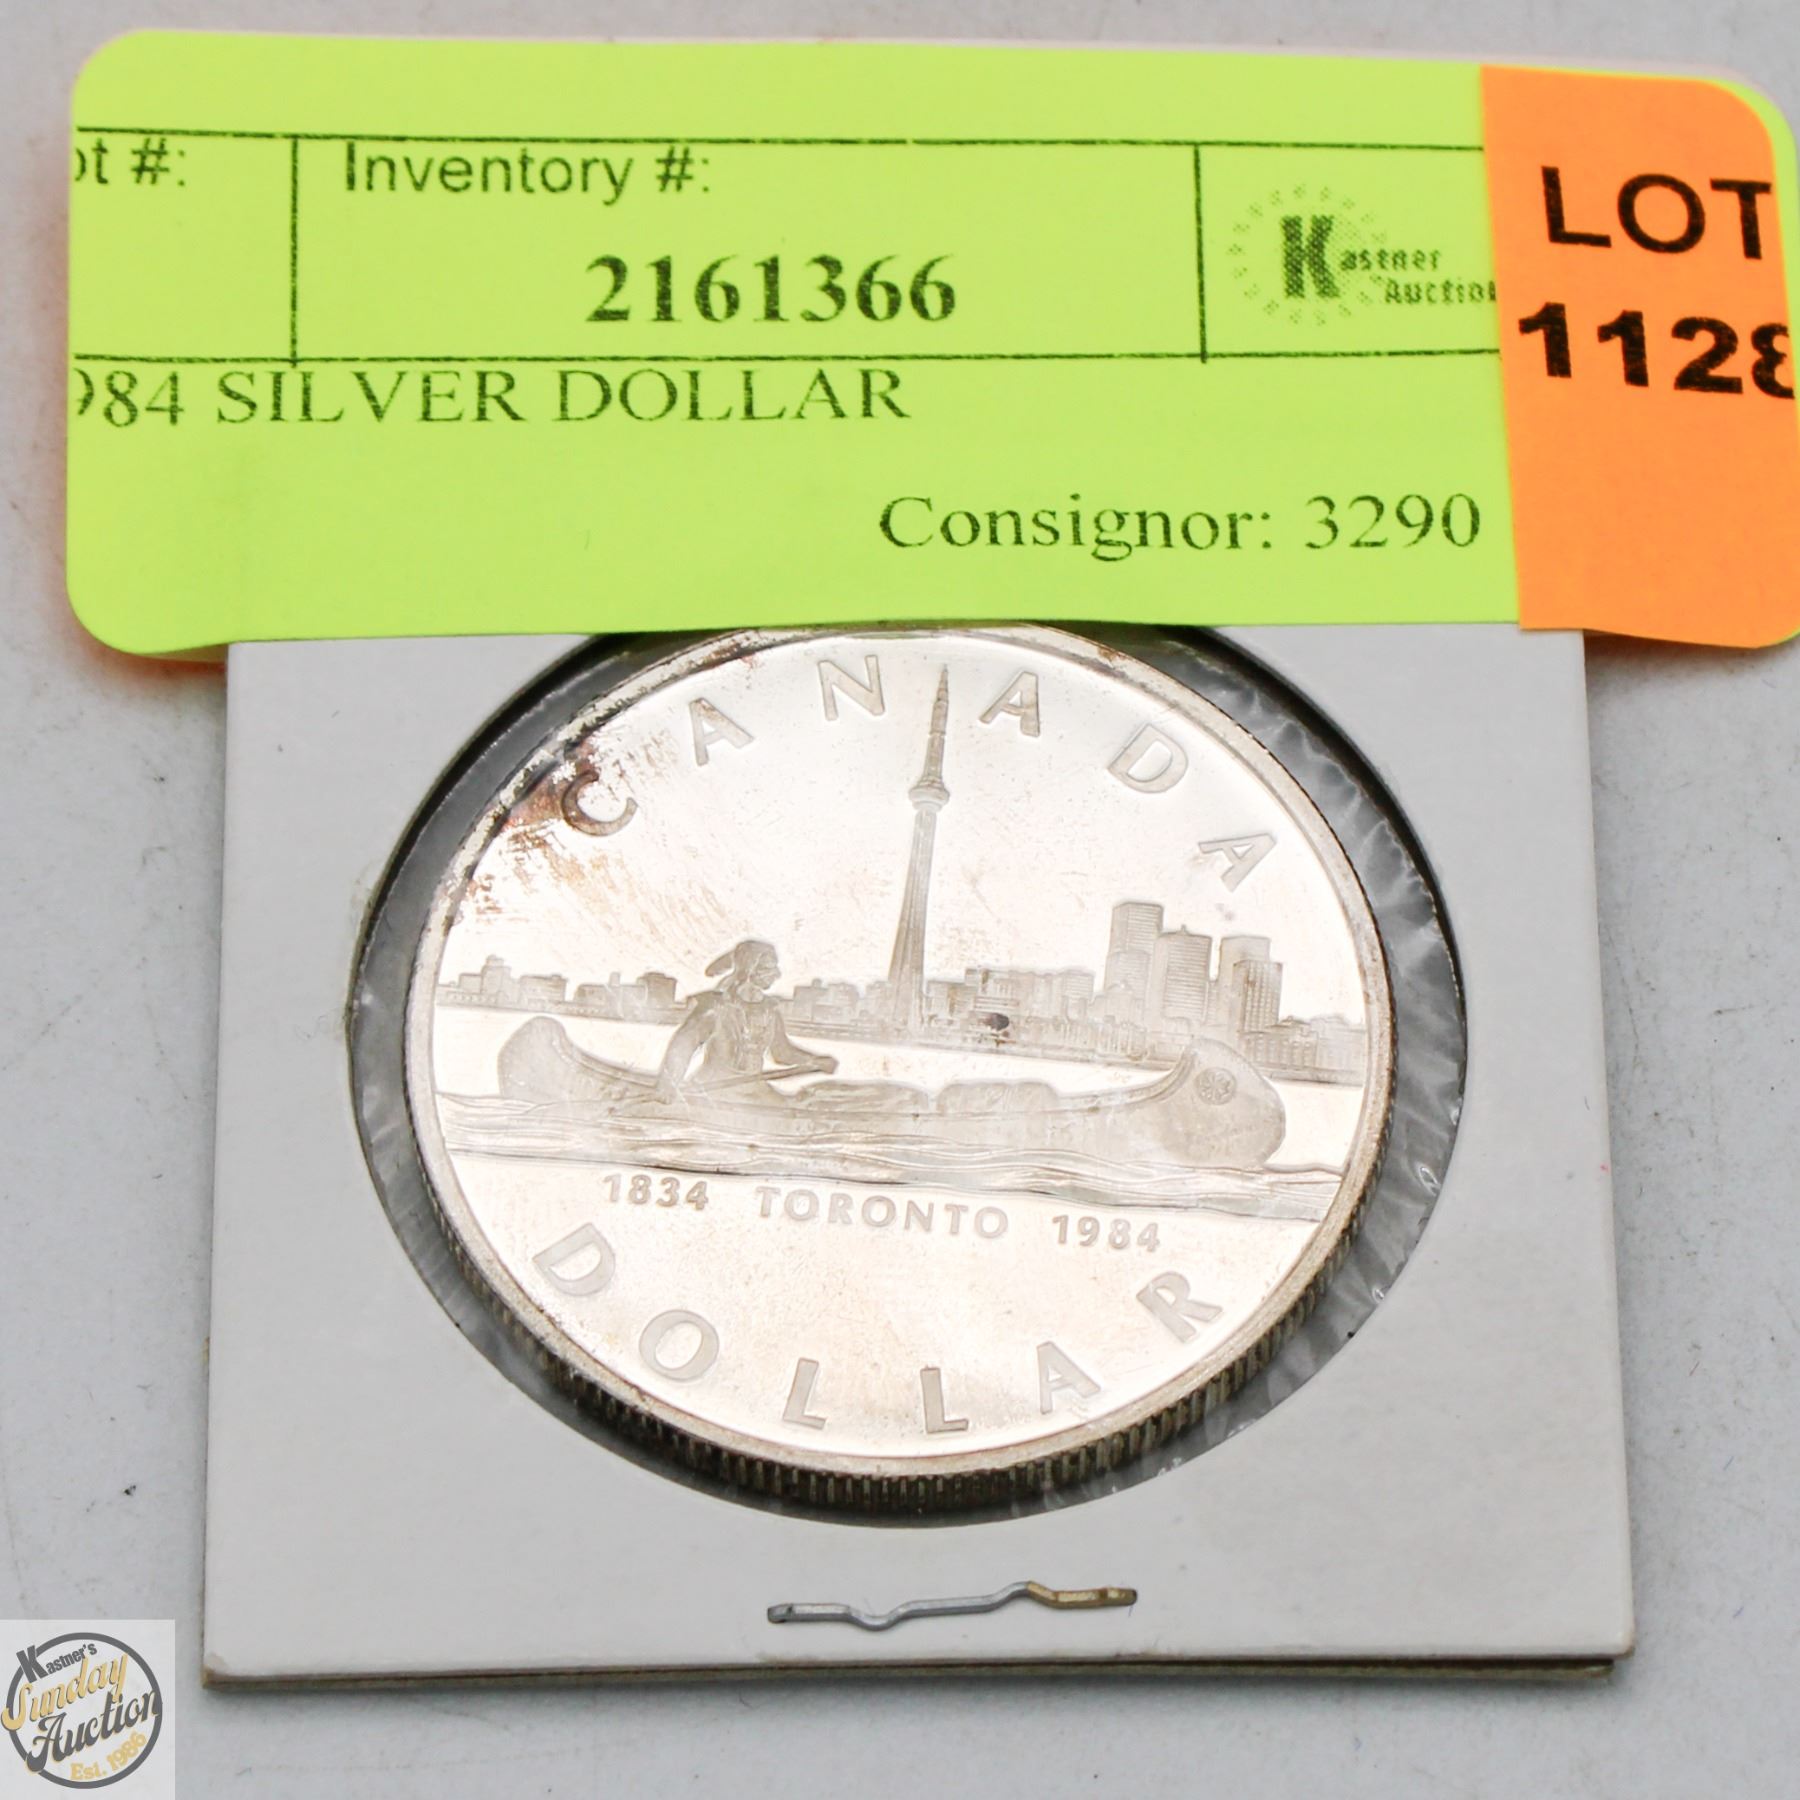 ot #:
Inventory #:
2161366
Kastner
Auction
984 SILVER DOLLAR
Consignor: 3290
LOT
1128
CANADA
1834 TORONTO 1984
DOLLAR
Kastner's
Sunday
Auction
Est. 1986